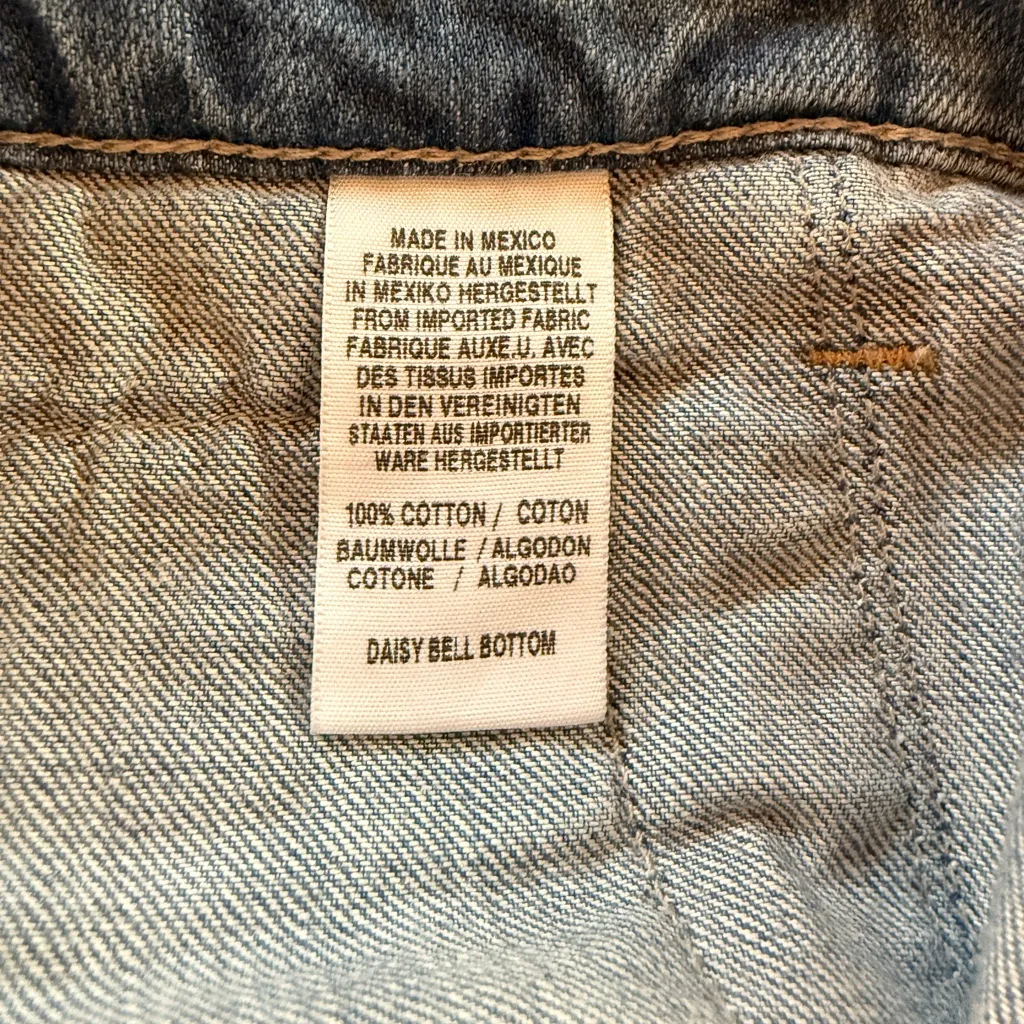 MADE IN MEXICO
FABRIQUE AU MEXIQUE
IN MEXIKO HERGESTELLT
FROM IMPORTED FABRIC
FABRIQUE AUXE.U. AVEC
DES TISSUS IMPORTES
IN DEN VEREINIGTEN
STAATEN AUS IMPORTIERTER
WARE HERGESTELLT
100% COTTON / COTON
BAUMWOLLE / ALGODON
COTONE / ALGODAO
DAISY BELL BOTTOM